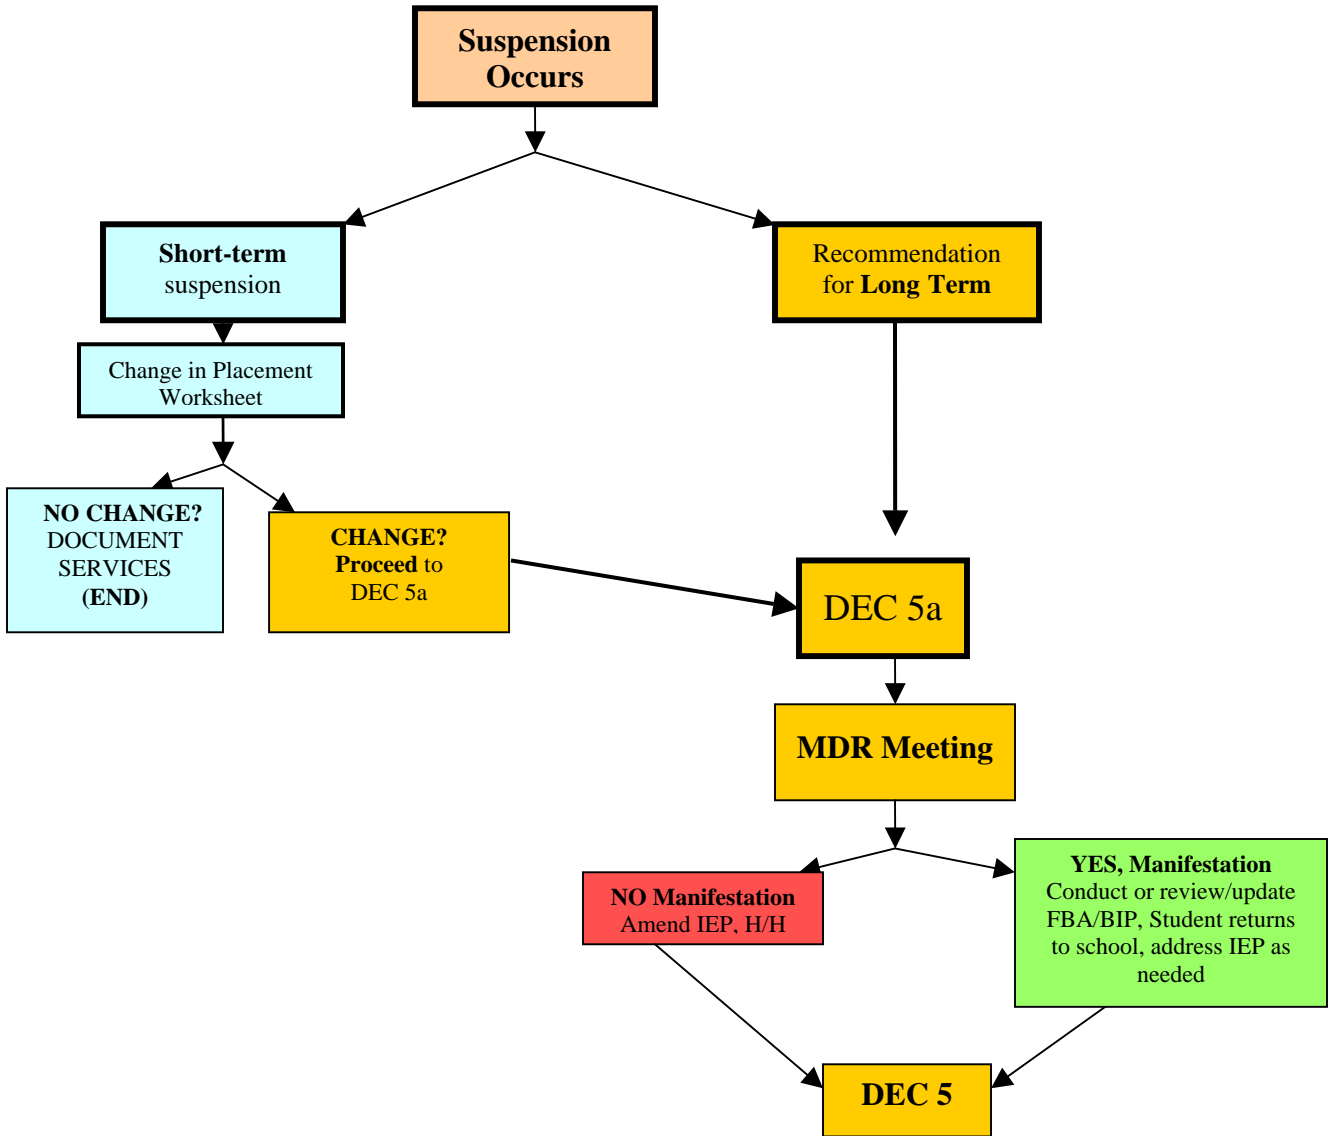 Suspension
Occurs
Short-term
suspension
Recommendation
for Long Term
Change in Placement
Worksheet
NO CHANGE?
DOCUMENT
SERVICES
(END)
CHANGE?
Proceed to
DEC 5a
DEC 5a
MDR Meeting
NO Manifestation
Amend IEP, H/H
YES, Manifestation
Conduct or review/update
FBA/BIP, Student returns
to school, address IEP as
needed
DEC 5